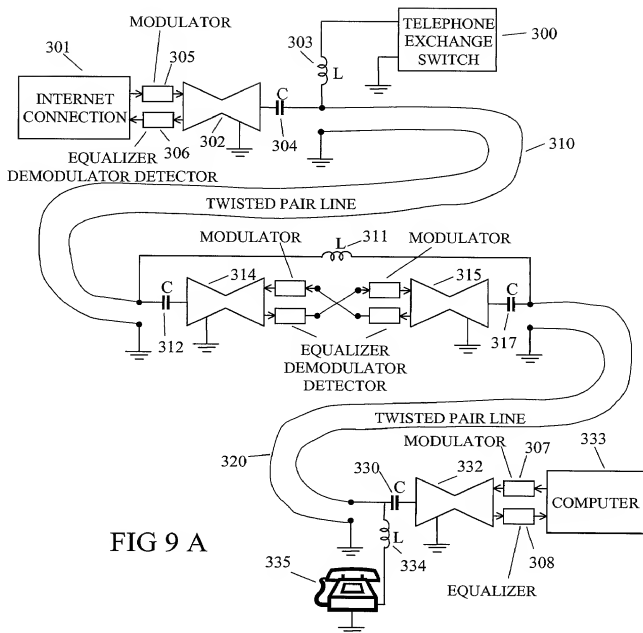 MODULATOR
TELEPHONE
EXCHANGE
SWITCH
300
303
L
301
305
INTERNET
CONNECTION
C
302
304
306
EQUALIZER
DEMODULATOR DETECTOR
310
TWISTED PAIR LINE
MODULATOR
L
311
MODULATOR
314
315
C
C
312
EQUALIZER
DEMODULATOR
DETECTOR
317
TWISTED PAIR LINE
MODULATOR
307
333
320
330
C
332
COMPUTER
FIG 9 A
L
334
308
EQUALIZER
335